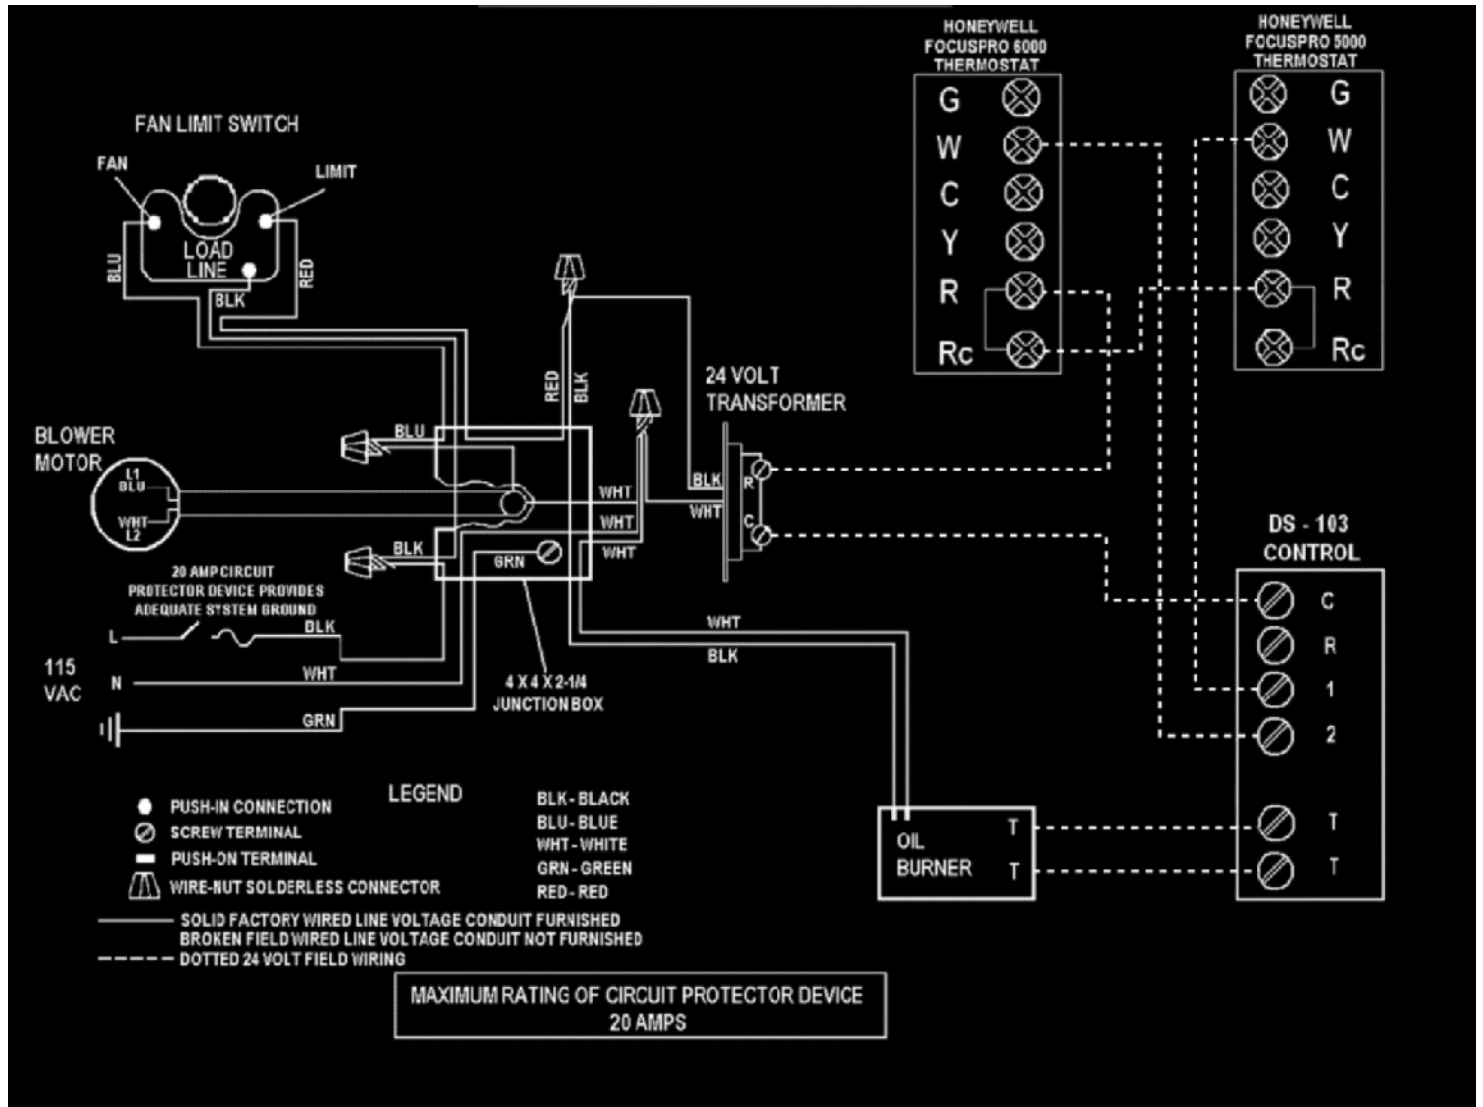 HONEYWELL
FOCUSPRO 6000
THERMOSTAT
G
W
C
Y
R
Rc
HONEYWELL
FOCUSPRO 5000
THERMOSTAT
G
W
C
Y
R
Rc
FAN LIMIT SWITCH
FAN
LIMIT
LOAD
LINE
BLU
RED
BLK
RED
BLK
24 VOLT
TRANSFORMER
BLOWER
MOTOR
L1
BLU
WHT
L2
BLU
BLK
WHT
WHT
WHT
GRN
BLK
WHT
R
C
20 AMP CIRCUIT
PROTECTOR DEVICE PROVIDES
ADEQUATE SYSTEM GROUND
L
BLK
115
VAC
N
WHT
GRN
4 X 4 X 2-1/4
JUNCTION BOX
WHT
BLK
DS - 103
CONTROL
C
R
1
2
T
T
OIL
BURNER
T
T
LEGEND
PUSH-IN CONNECTION
SCREW TERMINAL
PUSH-ON TERMINAL
WIRE-NUT SOLDERLESS CONNECTOR
BLK - BLACK
BLU - BLUE
WHT - WHITE
GRN - GREEN
RED - RED
SOLID FACTORY WIRED LINE VOLTAGE CONDUIT FURNISHED
BROKEN FIELD WIRED LINE VOLTAGE CONDUIT NOT FURNISHED
DOTTED 24 VOLT FIELD WIRING
MAXIMUM RATING OF CIRCUIT PROTECTOR DEVICE
20 AMPS